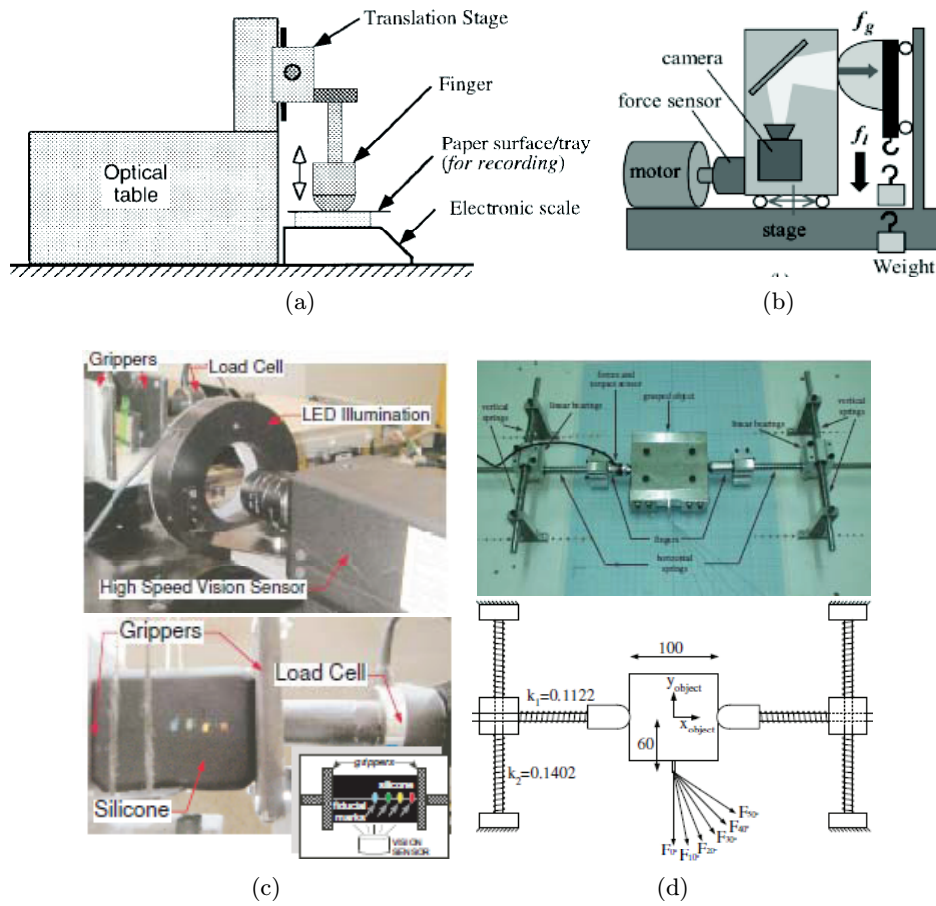 Translation Stage
Finger
Paper surface/tray
(for recording)
Optical
table
Electronic scale
(a)
f_g
camera
force sensor
f_l
motor
stage
Weight
(b)
Grippers
Load Cell
LED Illumination
High Speed Vision Sensor
Grippers
Load Cell
Silicone
grippers
silicone
fiducial
marks
VISION
SENSOR
(c)
forces and
torques sensor
grasped object
vertical
springs
linear bearings
linear bearings
vertical
springs
fingers
horizontal
springs
100
y_object
k_1=0.1122
x_object
60
k_2=0.1402
F_50°
F_40°
F_30°
F_20°
F_10°
F_0°
(d)